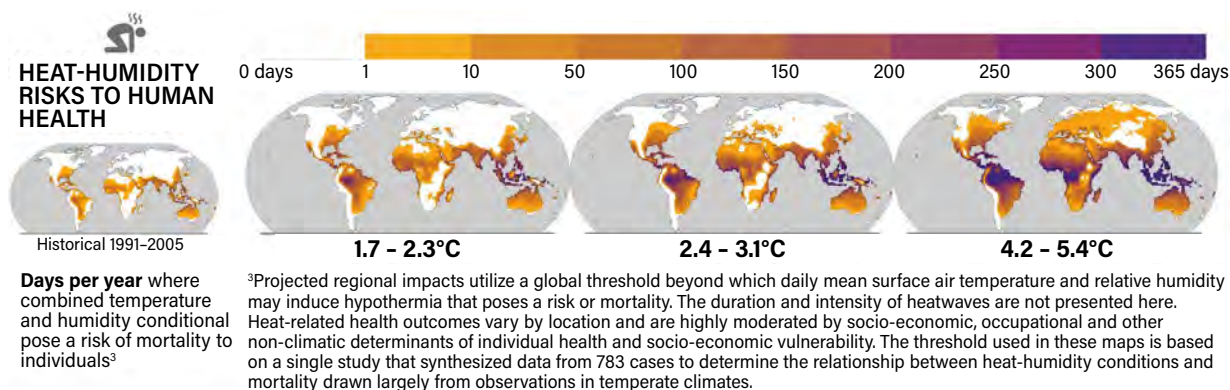 HEAT-HUMIDITY
RISKS TO HUMAN
HEALTH
0 days
1
10
50
100
150
200
250
300
365 days
Historical 1991–2005
1.7 – 2.3°C
2.4 – 3.1°C
4.2 – 5.4°C
Days per year where
combined temperature
and humidity conditional
pose a risk of mortality to
individuals³
³Projected regional impacts utilize a global threshold beyond which daily mean surface air temperature and relative humidity
may induce hypothermia that poses a risk or mortality. The duration and intensity of heatwaves are not presented here.
Heat-related health outcomes vary by location and are highly moderated by socio-economic, occupational and other
non-climatic determinants of individual health and socio-economic vulnerability. The threshold used in these maps is based
on a single study that synthesized data from 783 cases to determine the relationship between heat-humidity conditions and
mortality drawn largely from observations in temperate climates.